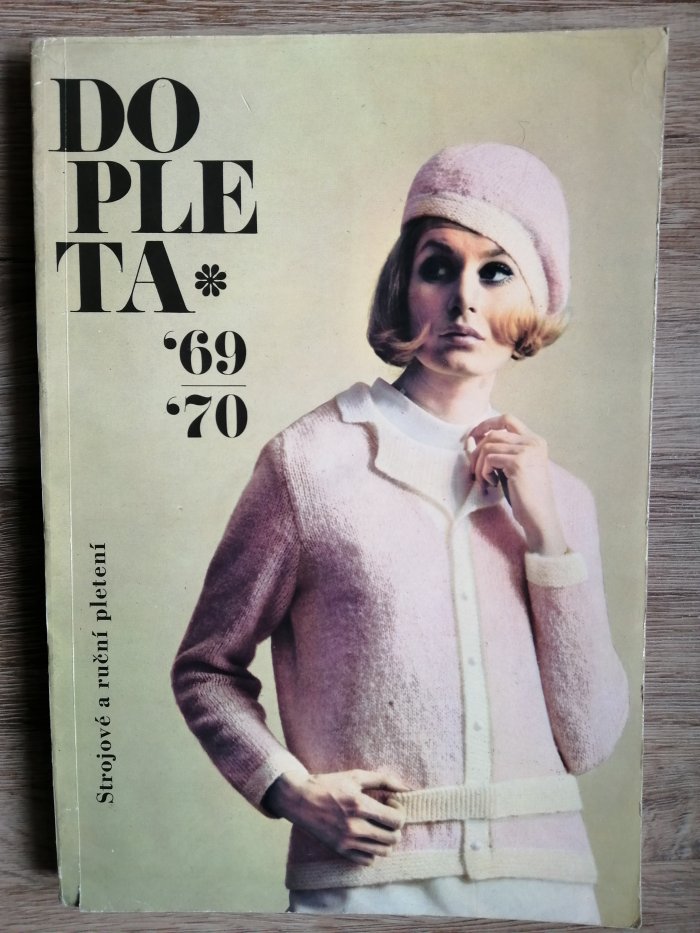 DO
PLE
TA*
‘69
‘70
Strojové a ruční pletení